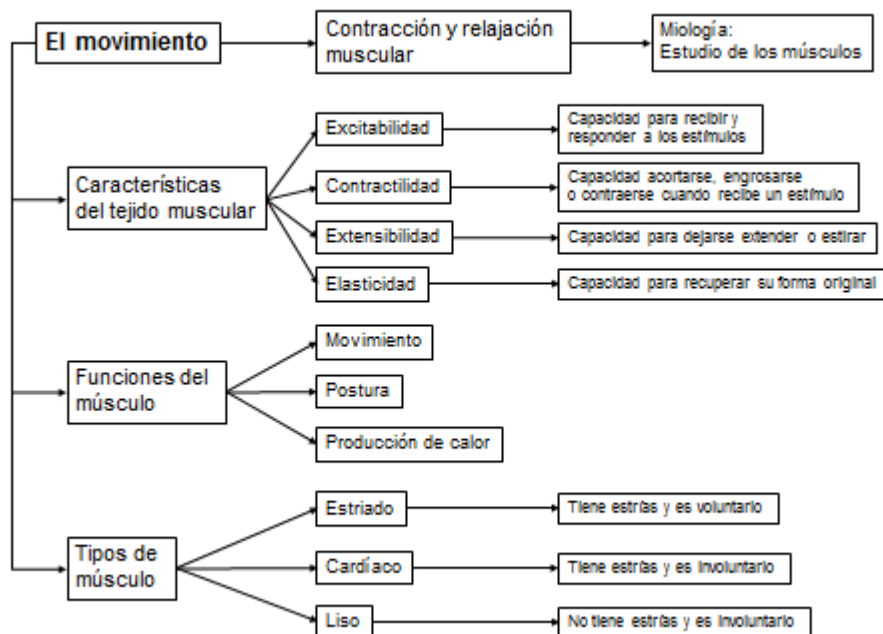 El movimiento
Contracción y relajación
muscular
Miología:
Estudio de los músculos
Características
del tejido muscular
Excitabilidad
Capacidad para recibir y
responder a los estímulos
Contractilidad
Capacidad acortarse, engrosarse
o contraerse cuando recibe un estímulo
Extensibilidad
Capacidad para dejarse extender o estirar
Elasticidad
Capacidad para recuperar su forma original
Funciones del
músculo
Movimiento
Postura
Producción de calor
Tipos de
músculo
Estriado
Tiene estrías y es voluntario
Cardíaco
Tiene estrías y es involuntario
Liso
No tiene estrías y es involuntario